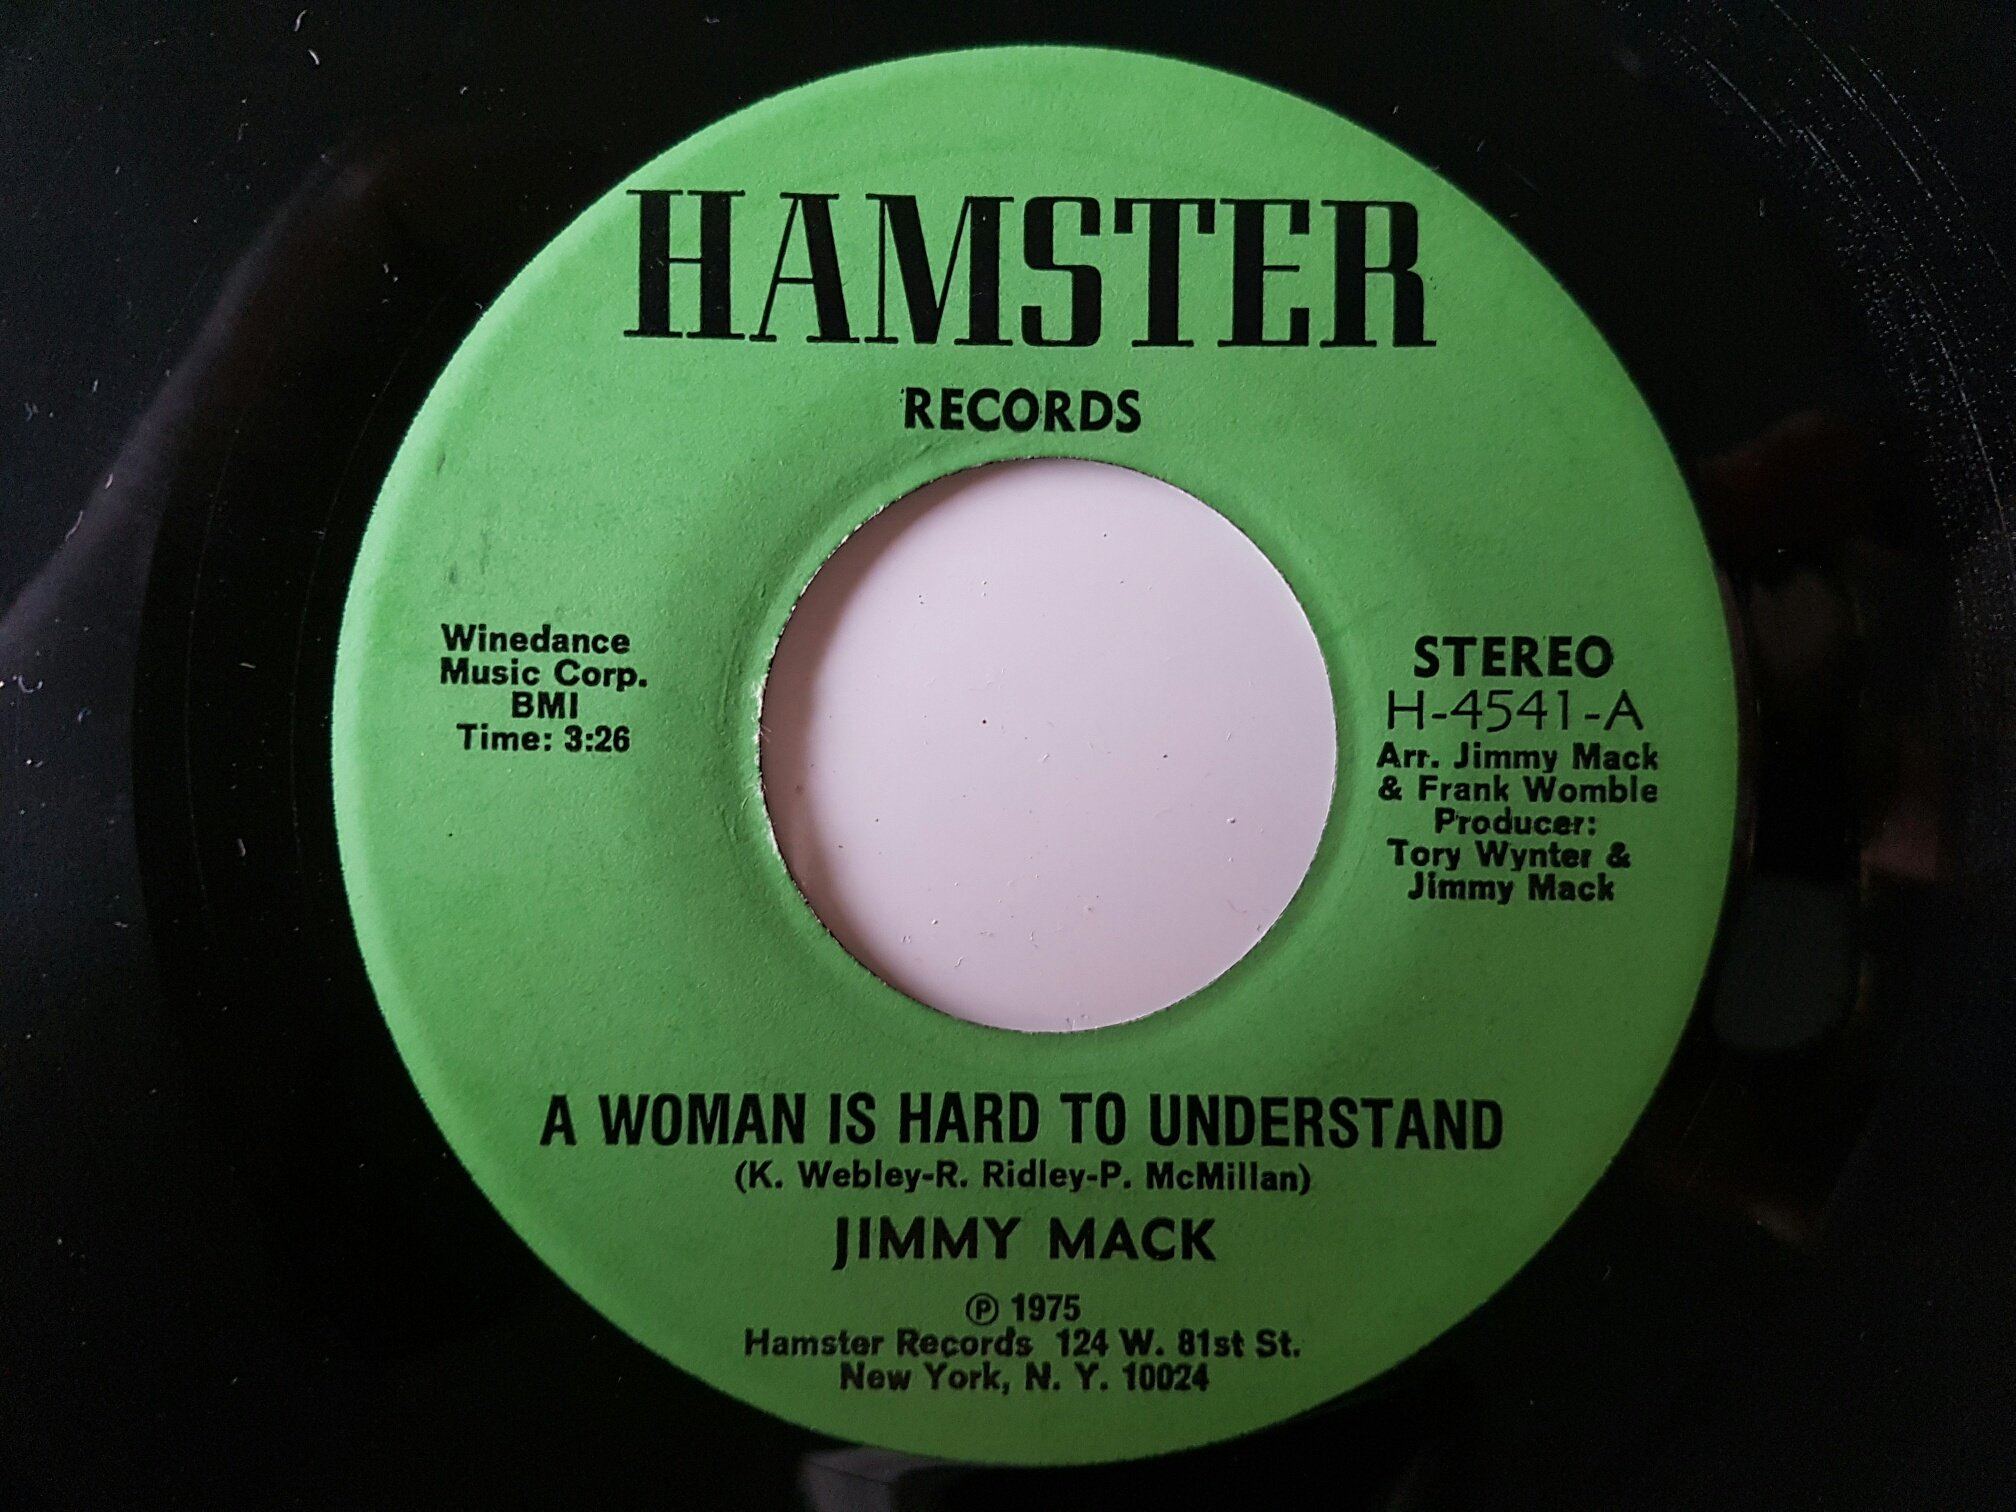 HAMSTER
RECORDS
Winedance
Music Corp.
BMI
Time: 3:26
STEREO
H-4541-A
Arr. Jimmy Mack
& Frank Womble
Producer:
Tory Wynter &
Jimmy Mack
A WOMAN IS HARD TO UNDERSTAND
(K. Webley-R. Ridley-P. McMillan)
JIMMY MACK
℗ 1975
Hamster Records 124 W. 81st St.
New York, N. Y. 10024